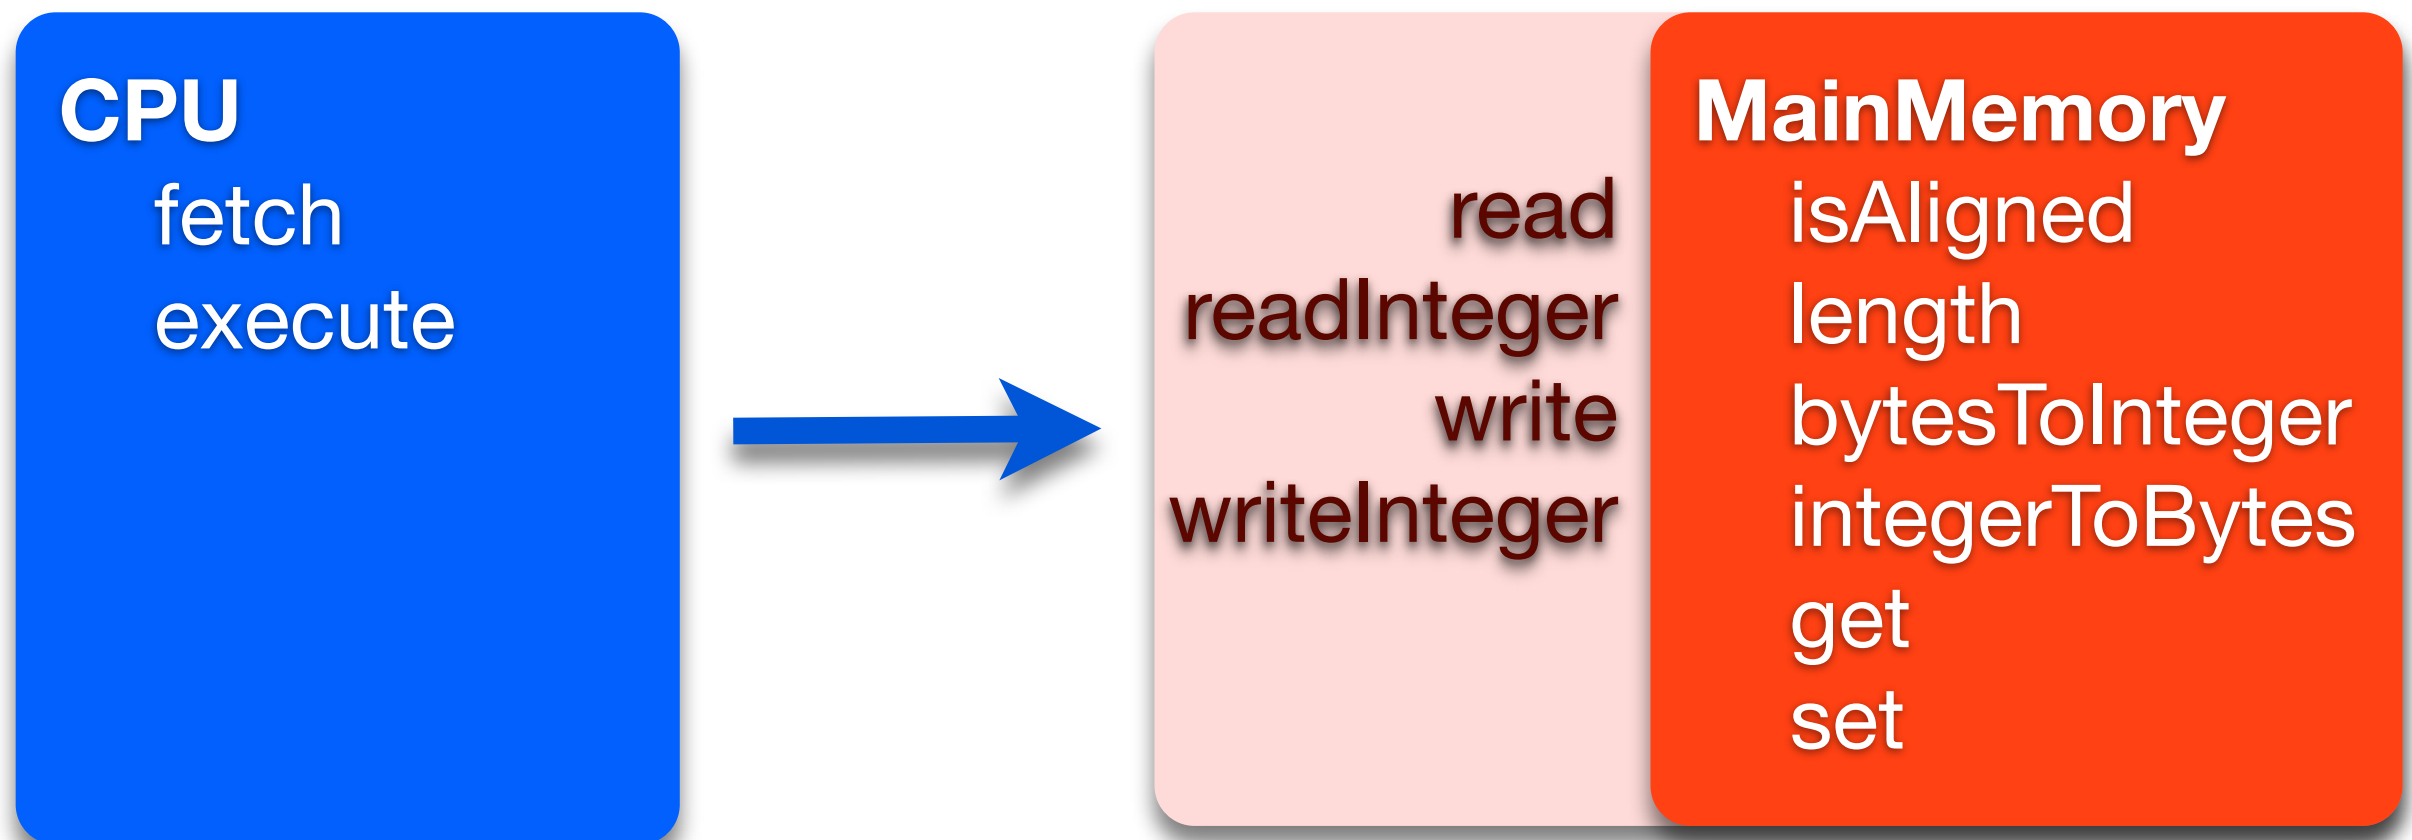 CPU
fetch
execute
read
readInteger
write
writeInteger
MainMemory
isAligned
length
bytesToInteger
integerToBytes
get
set